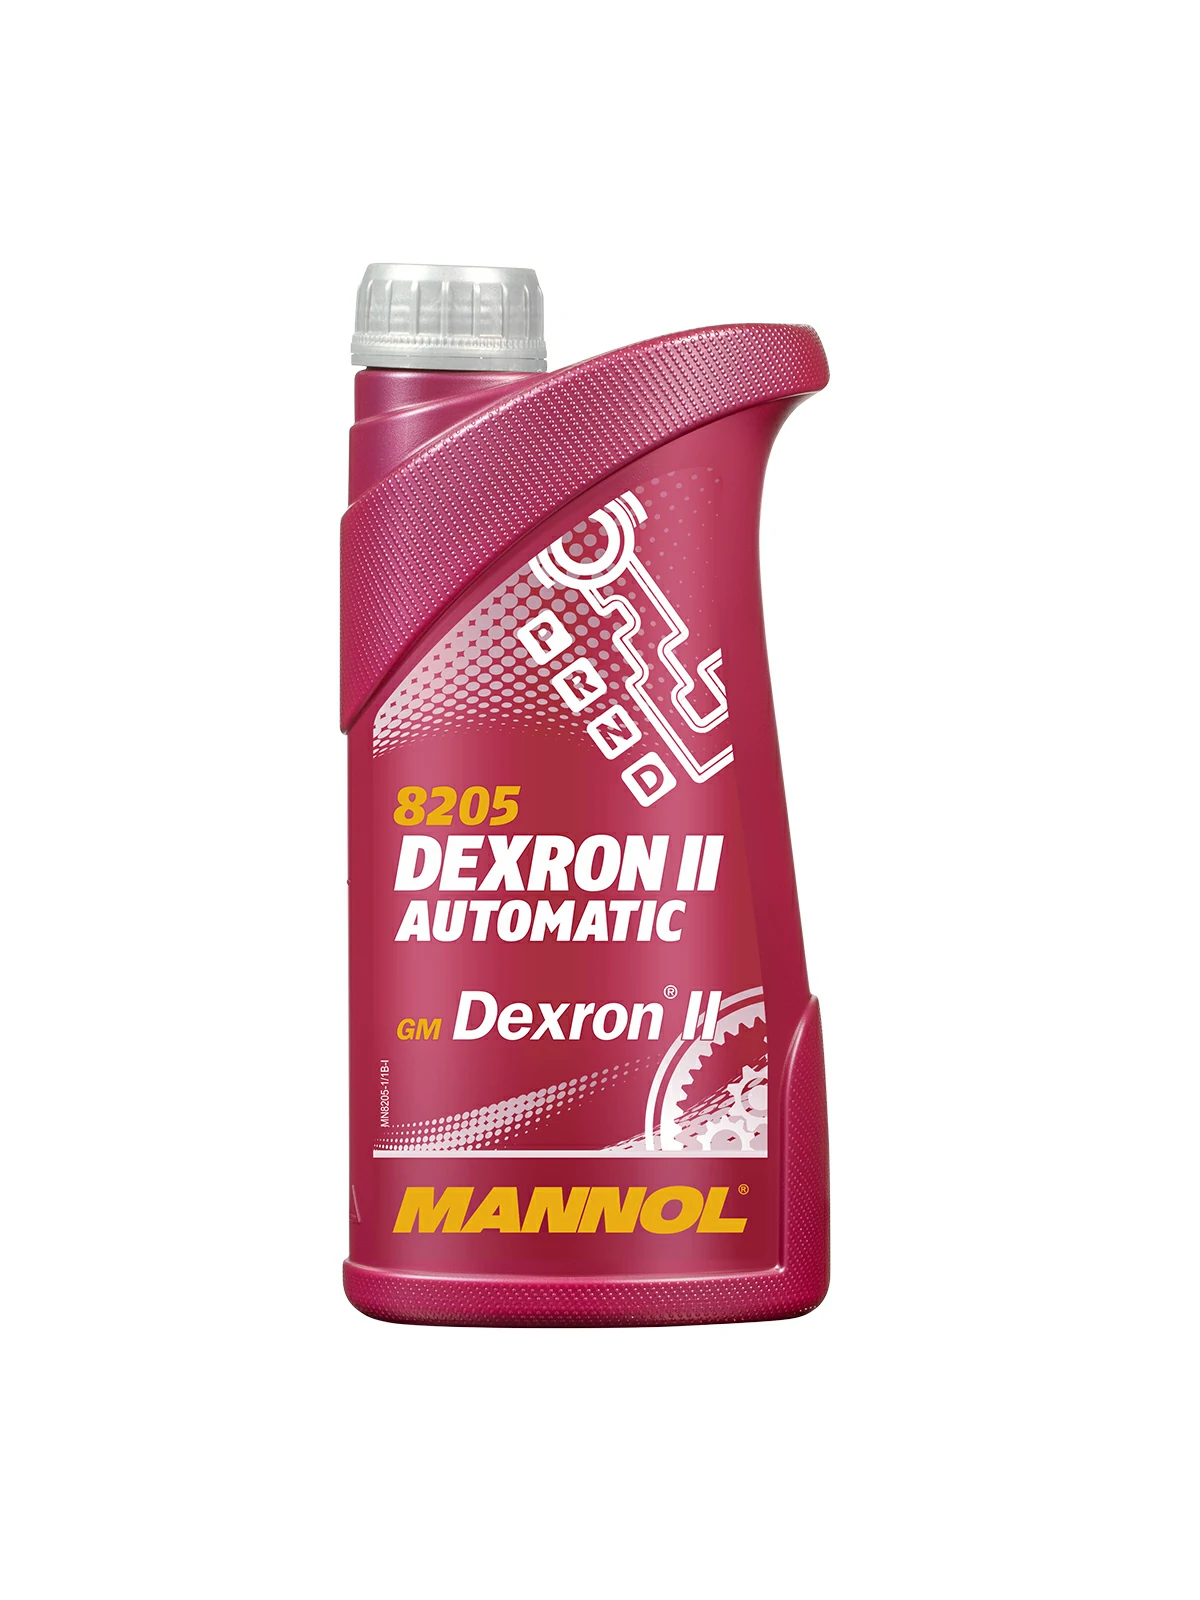 P
R
N
D
8205
DEXRON II
AUTOMATIC
GM Dexron® II
MN8205-1/1B-I
MANNOL®